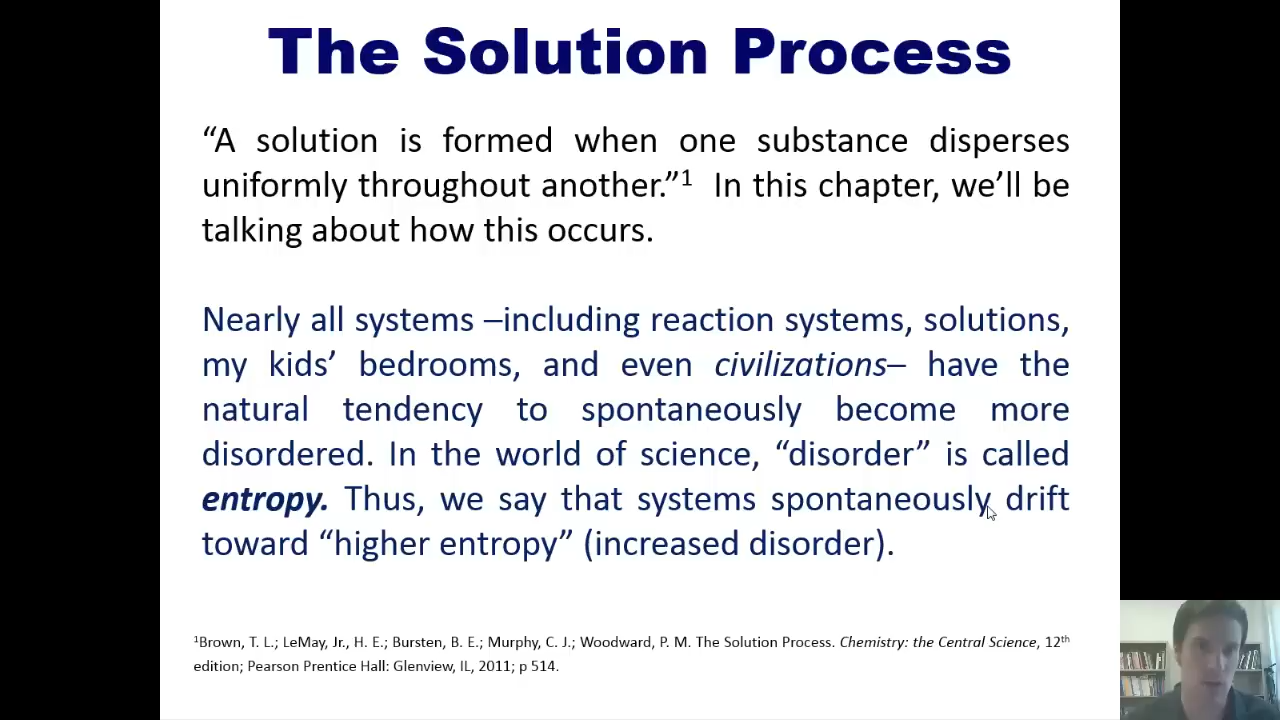 The Solution Process
“A solution is formed when one substance disperses
uniformly throughout another.”¹ In this chapter, we’ll be
talking about how this occurs.
Nearly all systems –including reaction systems, solutions,
my kids’ bedrooms, and even civilizations– have the
natural tendency to spontaneously become more
disordered. In the world of science, “disorder” is called
entropy. Thus, we say that systems spontaneously drift
toward “higher entropy” (increased disorder).
¹Brown, T. L.; LeMay, Jr., H. E.; Bursten, B. E.; Murphy, C. J.; Woodward, P. M. The Solution Process. Chemistry: the Central Science, 12th
edition; Pearson Prentice Hall: Glenview, IL, 2011; p 514.